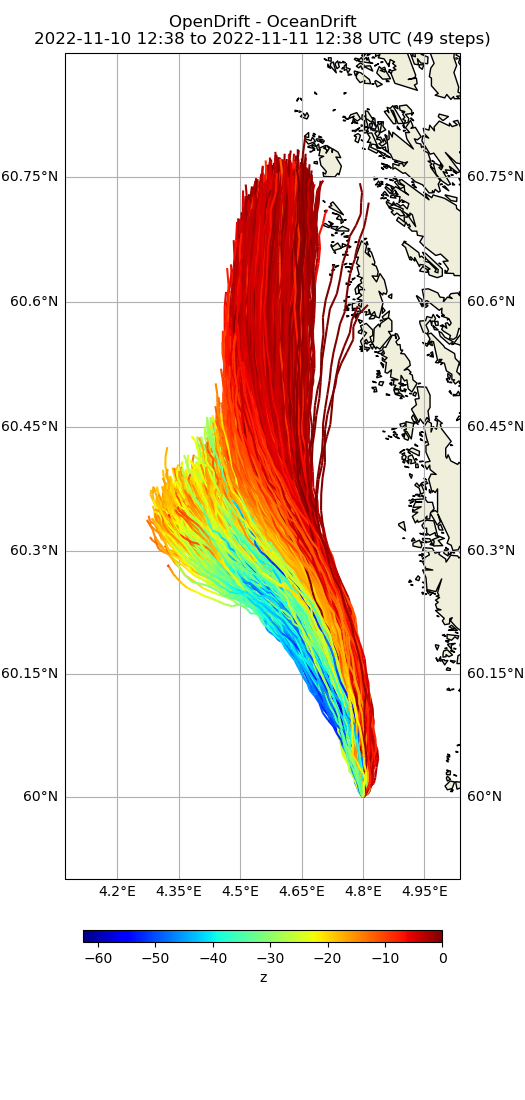 OpenDrift - OceanDrift
2022-11-10 12:38 to 2022-11-11 12:38 UTC (49 steps)
60.75°N 60.75°N
60.6°N 60.6°N
60.45°N 60.45°N
60.3°N 60.3°N
60.15°N 60.15°N
60°N 60°N
4.2°E 4.35°E 4.5°E 4.65°E 4.8°E 4.95°E
−60 −50 −40 −30 −20 −10 0
z